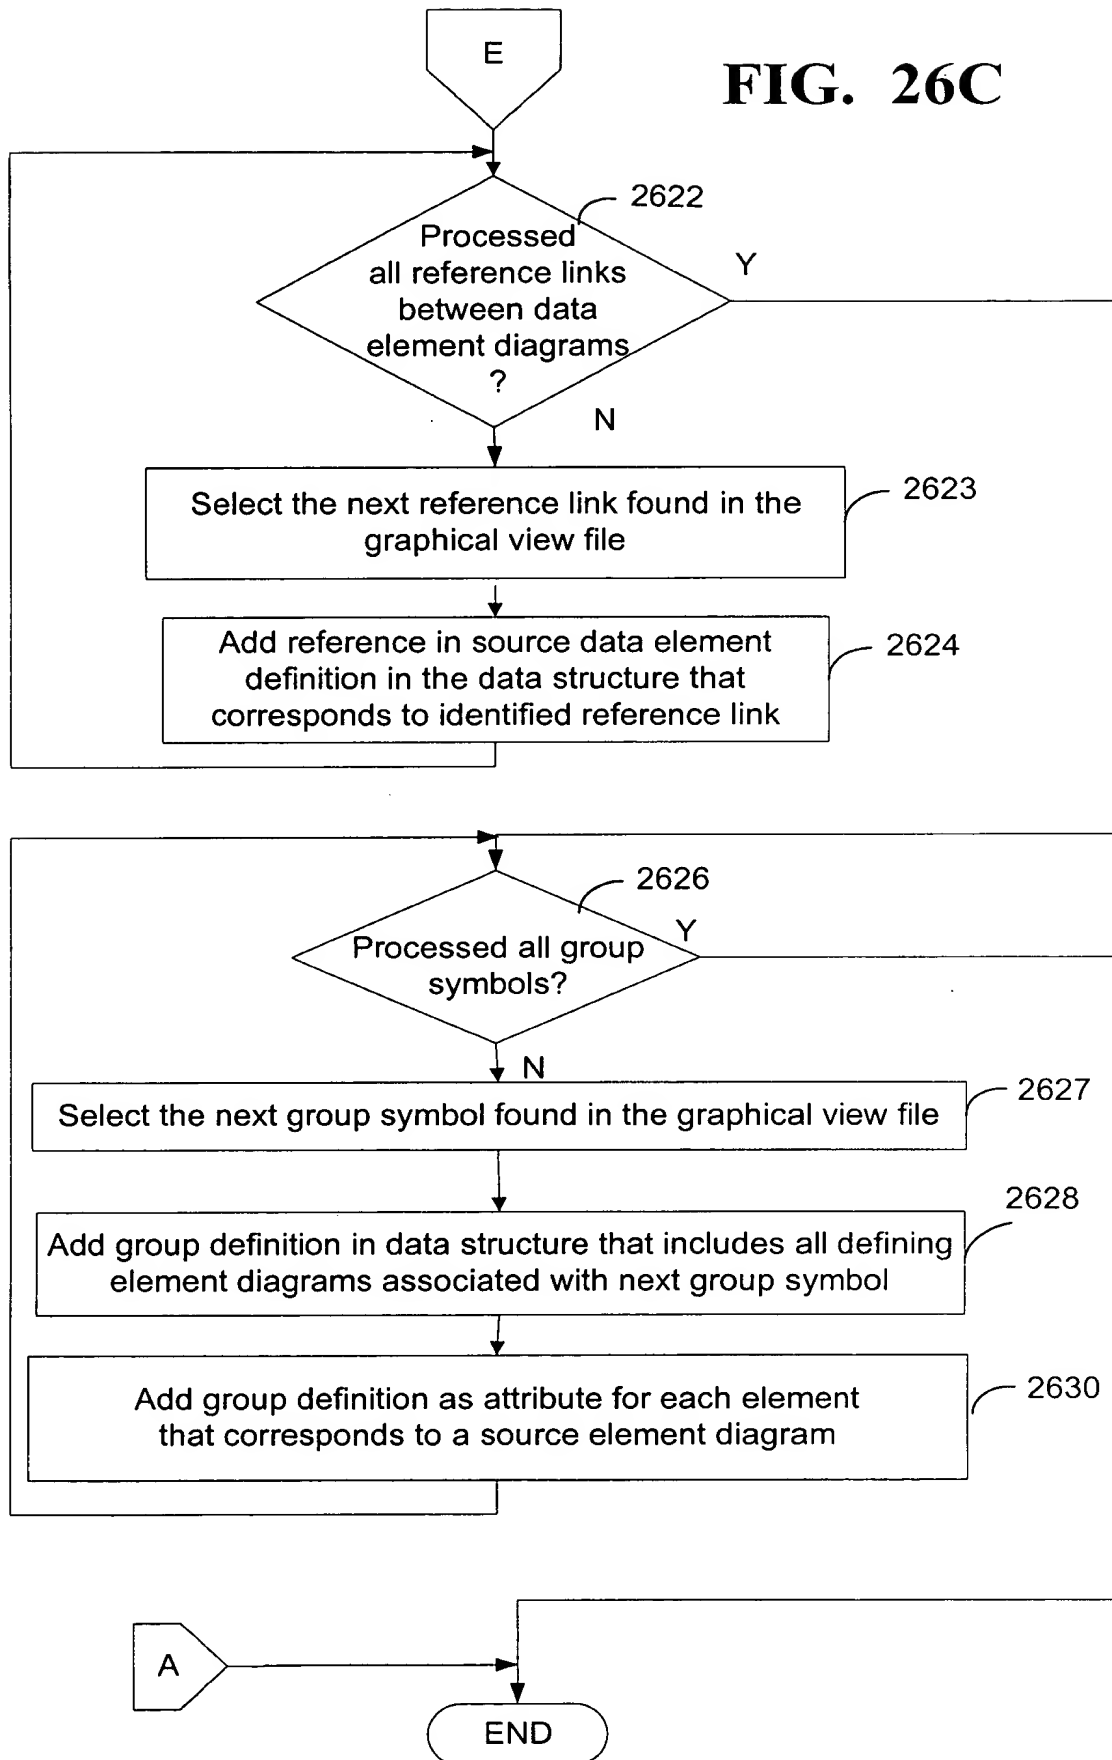 E
FIG. 26C
2622
Processed
all reference links
between data
element diagrams
?
Y
N
2623
Select the next reference link found in the
graphical view file
2624
Add reference in source data element
definition in the data structure that
corresponds to identified reference link
2626
Processed all group
symbols?
Y
N
2627
Select the next group symbol found in the graphical view file
2628
Add group definition in data structure that includes all defining
element diagrams associated with next group symbol
2630
Add group definition as attribute for each element
that corresponds to a source element diagram
A
END